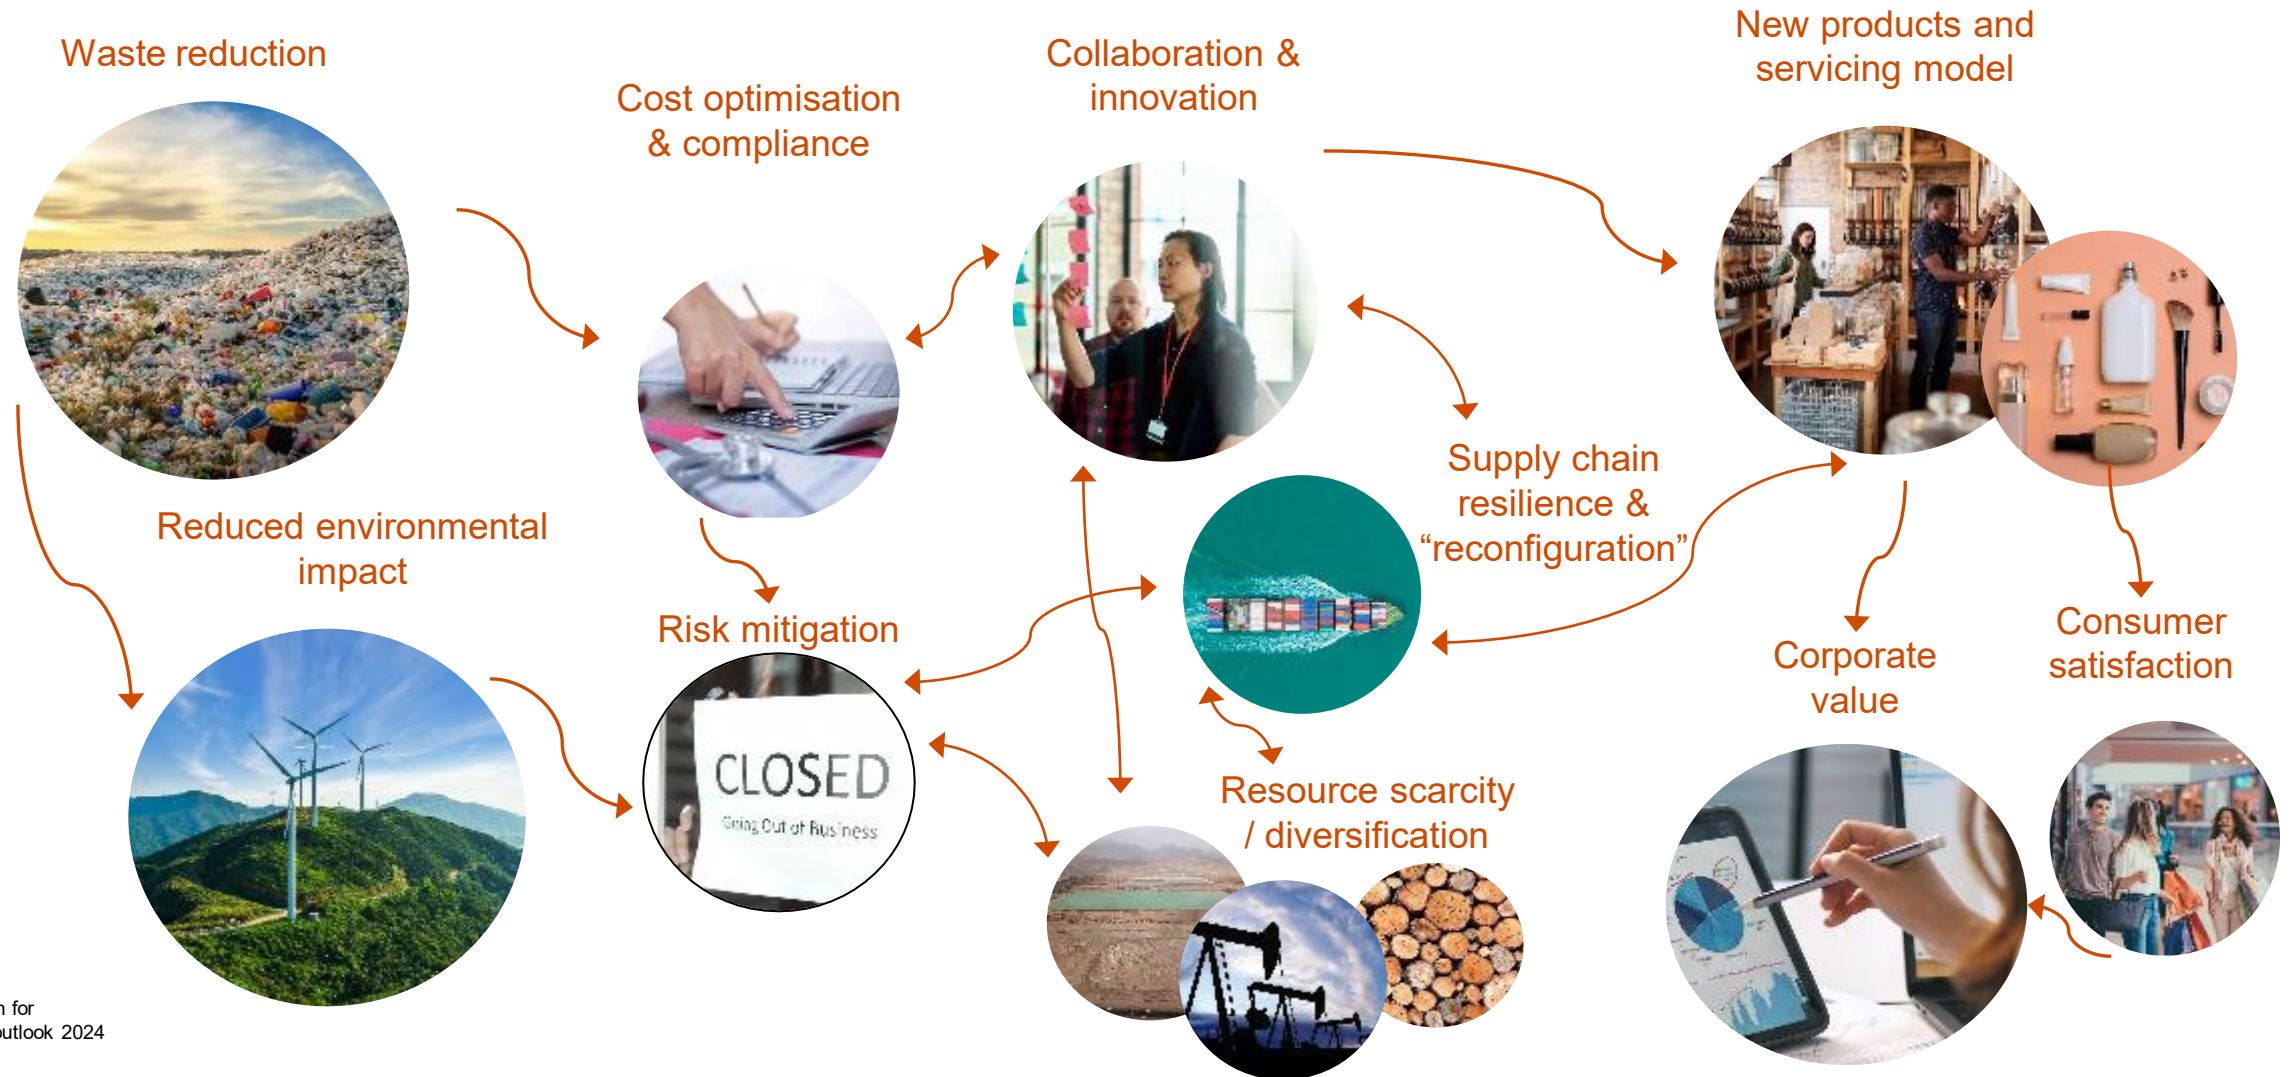 Waste reduction
Cost optimisation
& compliance
Collaboration &
innovation
New products and
servicing model
Reduced environmental
impact
Risk mitigation
CLOSED
Going Out of Business
Supply chain
resilience &
“reconfiguration”
Resource scarcity
/ diversification
Corporate
value
Consumer
satisfaction
for
outlook 2024